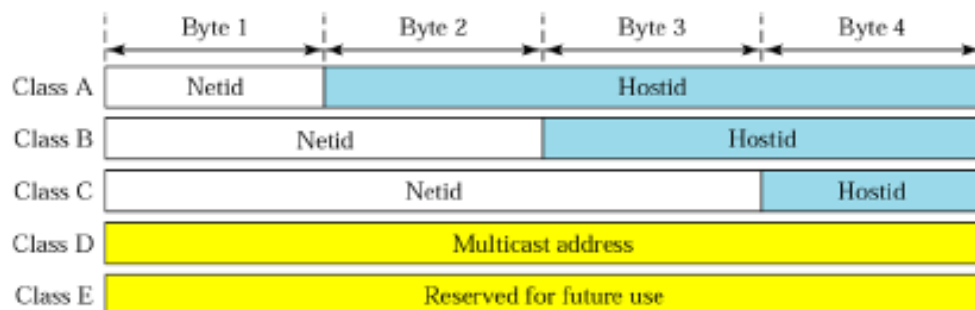 Byte 1 Byte 2 Byte 3 Byte 4
Class A Netid Hostid
Class B Netid Hostid
Class C Netid Hostid
Class D Multicast address
Class E Reserved for future use